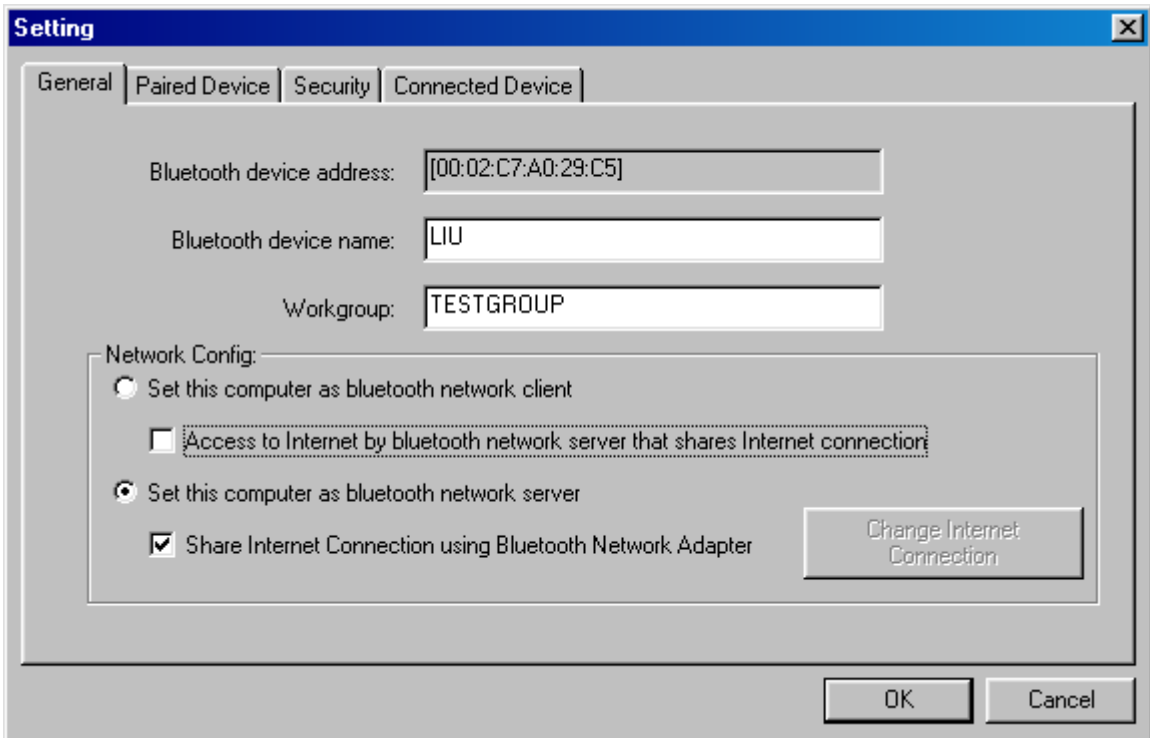 Setting
General
Paired Device
Security
Connected Device
Bluetooth device address:
[00:02:C7:A0:29:C5]
Bluetooth device name:
LIU
Workgroup:
TESTGROUP
Network Config:
Set this computer as bluetooth network client
Access to Internet by bluetooth network server that shares Internet connection
Set this computer as bluetooth network server
Share Internet Connection using Bluetooth Network Adapter
Change Internet
Connection
OK
Cancel